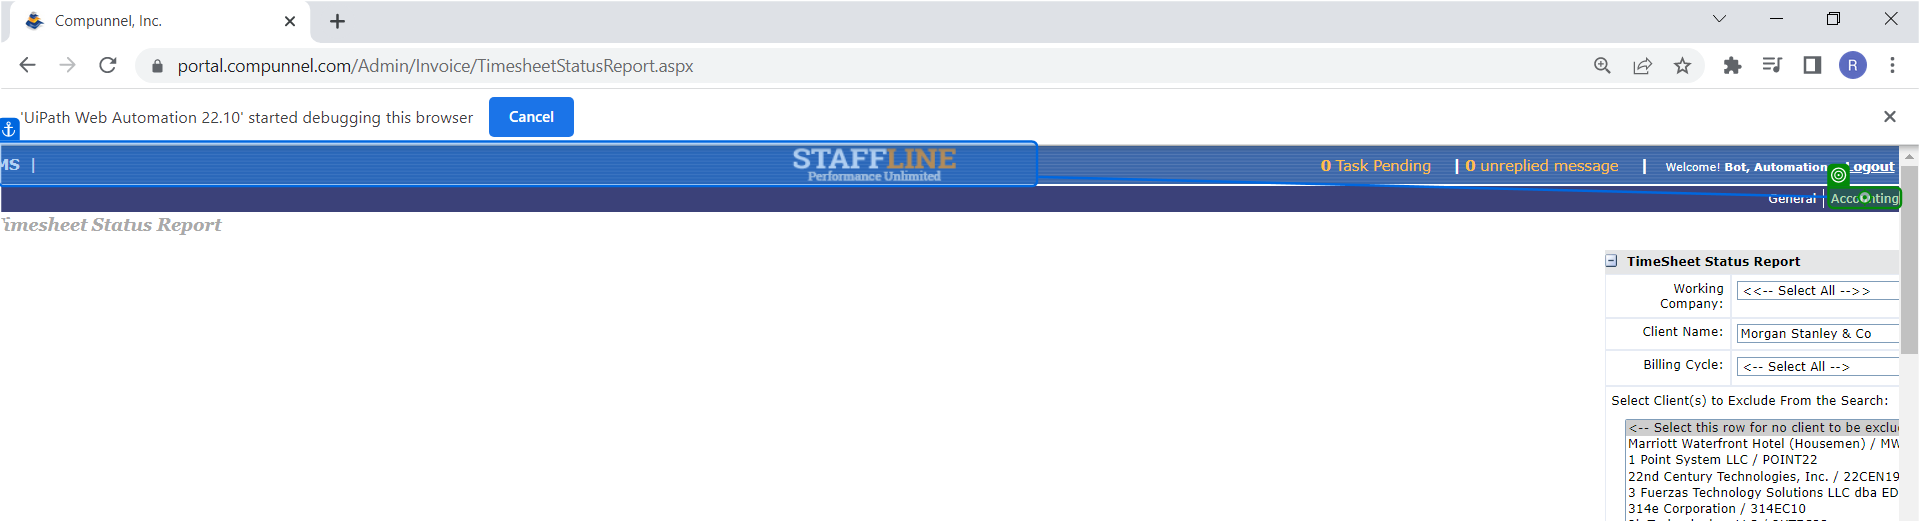 Compunnel, Inc.
portal.compunnel.com/Admin/Invoice/TimesheetStatusReport.aspx
R
'UiPath Web Automation 22.10' started debugging this browser
Cancel
MS |
STAFFLINE
Performance Unlimited
0 Task Pending | 0 unreplied message | Welcome! Bot, Automation Logout
General | Accounting
Timesheet Status Report
TimeSheet Status Report
Working Company: <<-- Select All -->>
Client Name: Morgan Stanley & Co
Billing Cycle: <-- Select All -->
Select Client(s) to Exclude From the Search:
<-- Select this row for no client to be exclu
Marriott Waterfront Hotel (Housemen) / MW
1 Point System LLC / POINT22
22nd Century Technologies, Inc. / 22CEN19
3 Fuerzas Technology Solutions LLC dba ED
314e Corporation / 314EC10